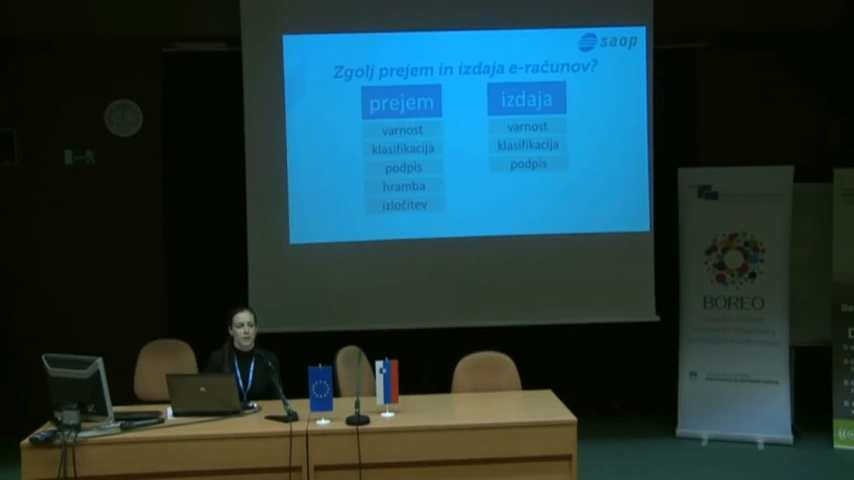 saop
Zgolj prejem in izdaja e-računov?
prejem
varnost
klasifikacija
podpis
hramba
izločitev
izdaja
varnost
klasifikacija
podpis
BOREO